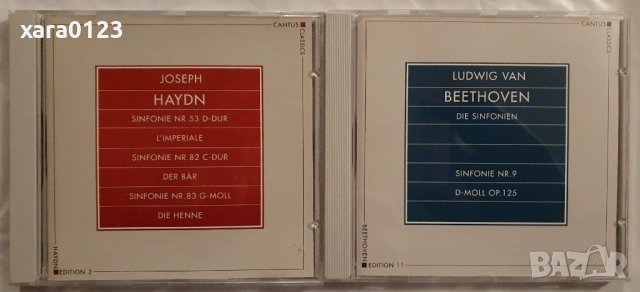 xara0123
CANTUS
CLASSICS
JOSEPH
HAYDN
SINFONIE NR.53 D-DUR
L'IMPERIALE
SINFONIE NR.82 C-DUR
DER BÄR
SINFONIE NR.83 G-MOLL
DIE HENNE
HAYDN
EDITION 3
CANTUS
CLASSICS
LUDWIG VAN
BEETHOVEN
DIE SINFONIEN
SINFONIE NR.9
D-MOLL OP.125
BEETHOVEN
EDITION 11
BAZAR